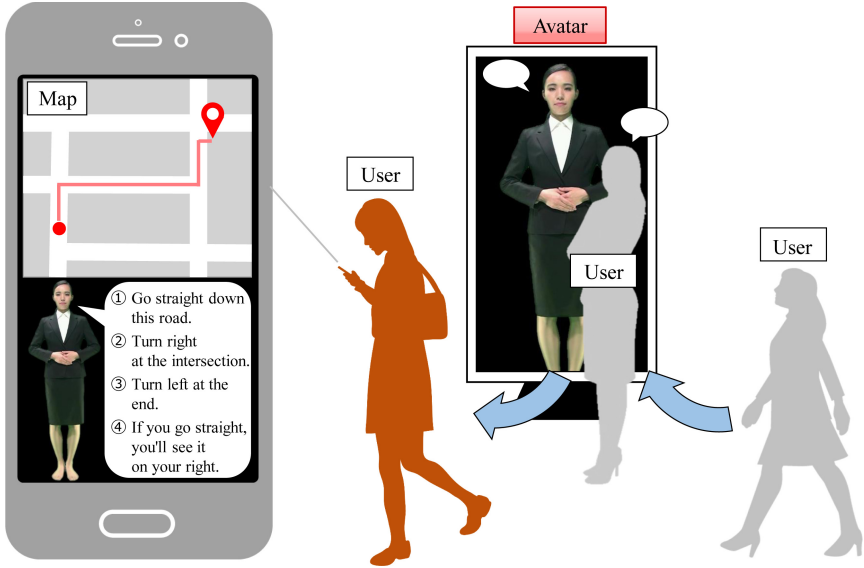 Map
① Go straight down
this road.
② Turn right
at the intersection.
③ Turn left at the
end.
④ If you go straight,
you'll see it
on your right.
User
Avatar
User
User